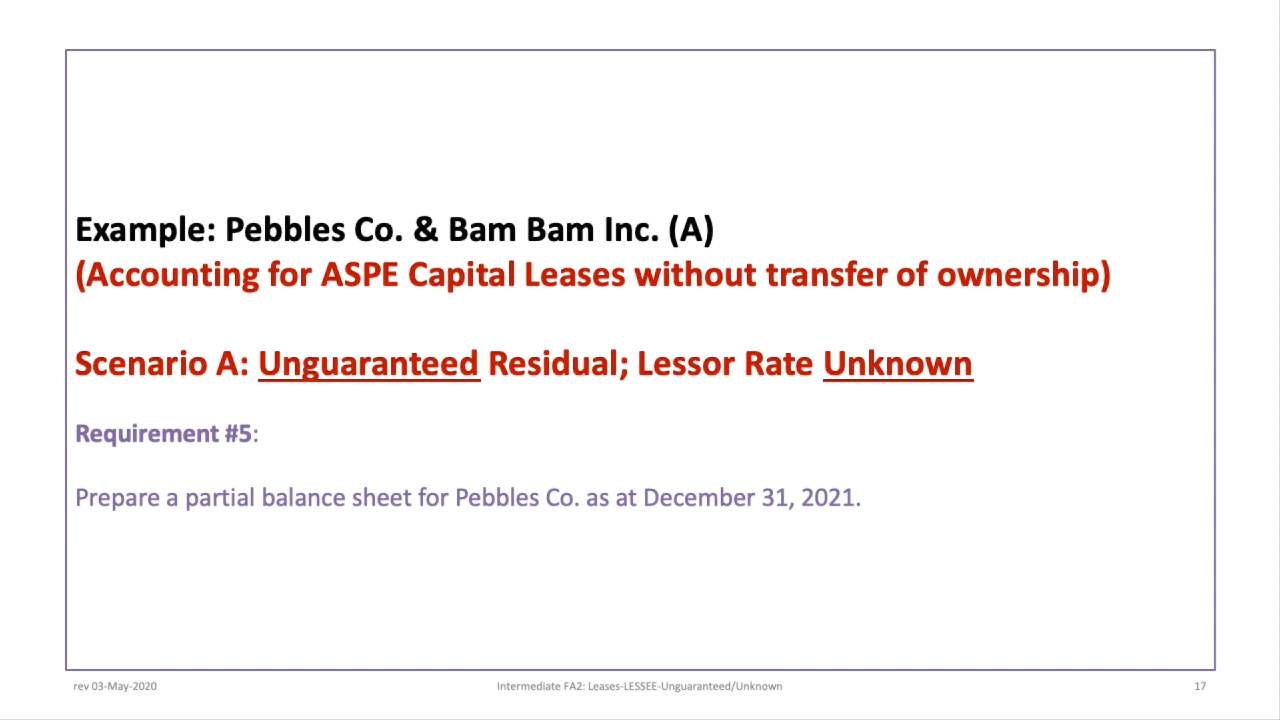 Example: Pebbles Co. & Bam Bam Inc. (A)
(Accounting for ASPE Capital Leases without transfer of ownership)
Scenario A: Unguaranteed Residual; Lessor Rate Unknown
Requirement #5:
Prepare a partial balance sheet for Pebbles Co. as at December 31, 2021.
rev 03-May-2020
Intermediate FA2: Leases-LESSEE-Unguaranteed/Unknown
17